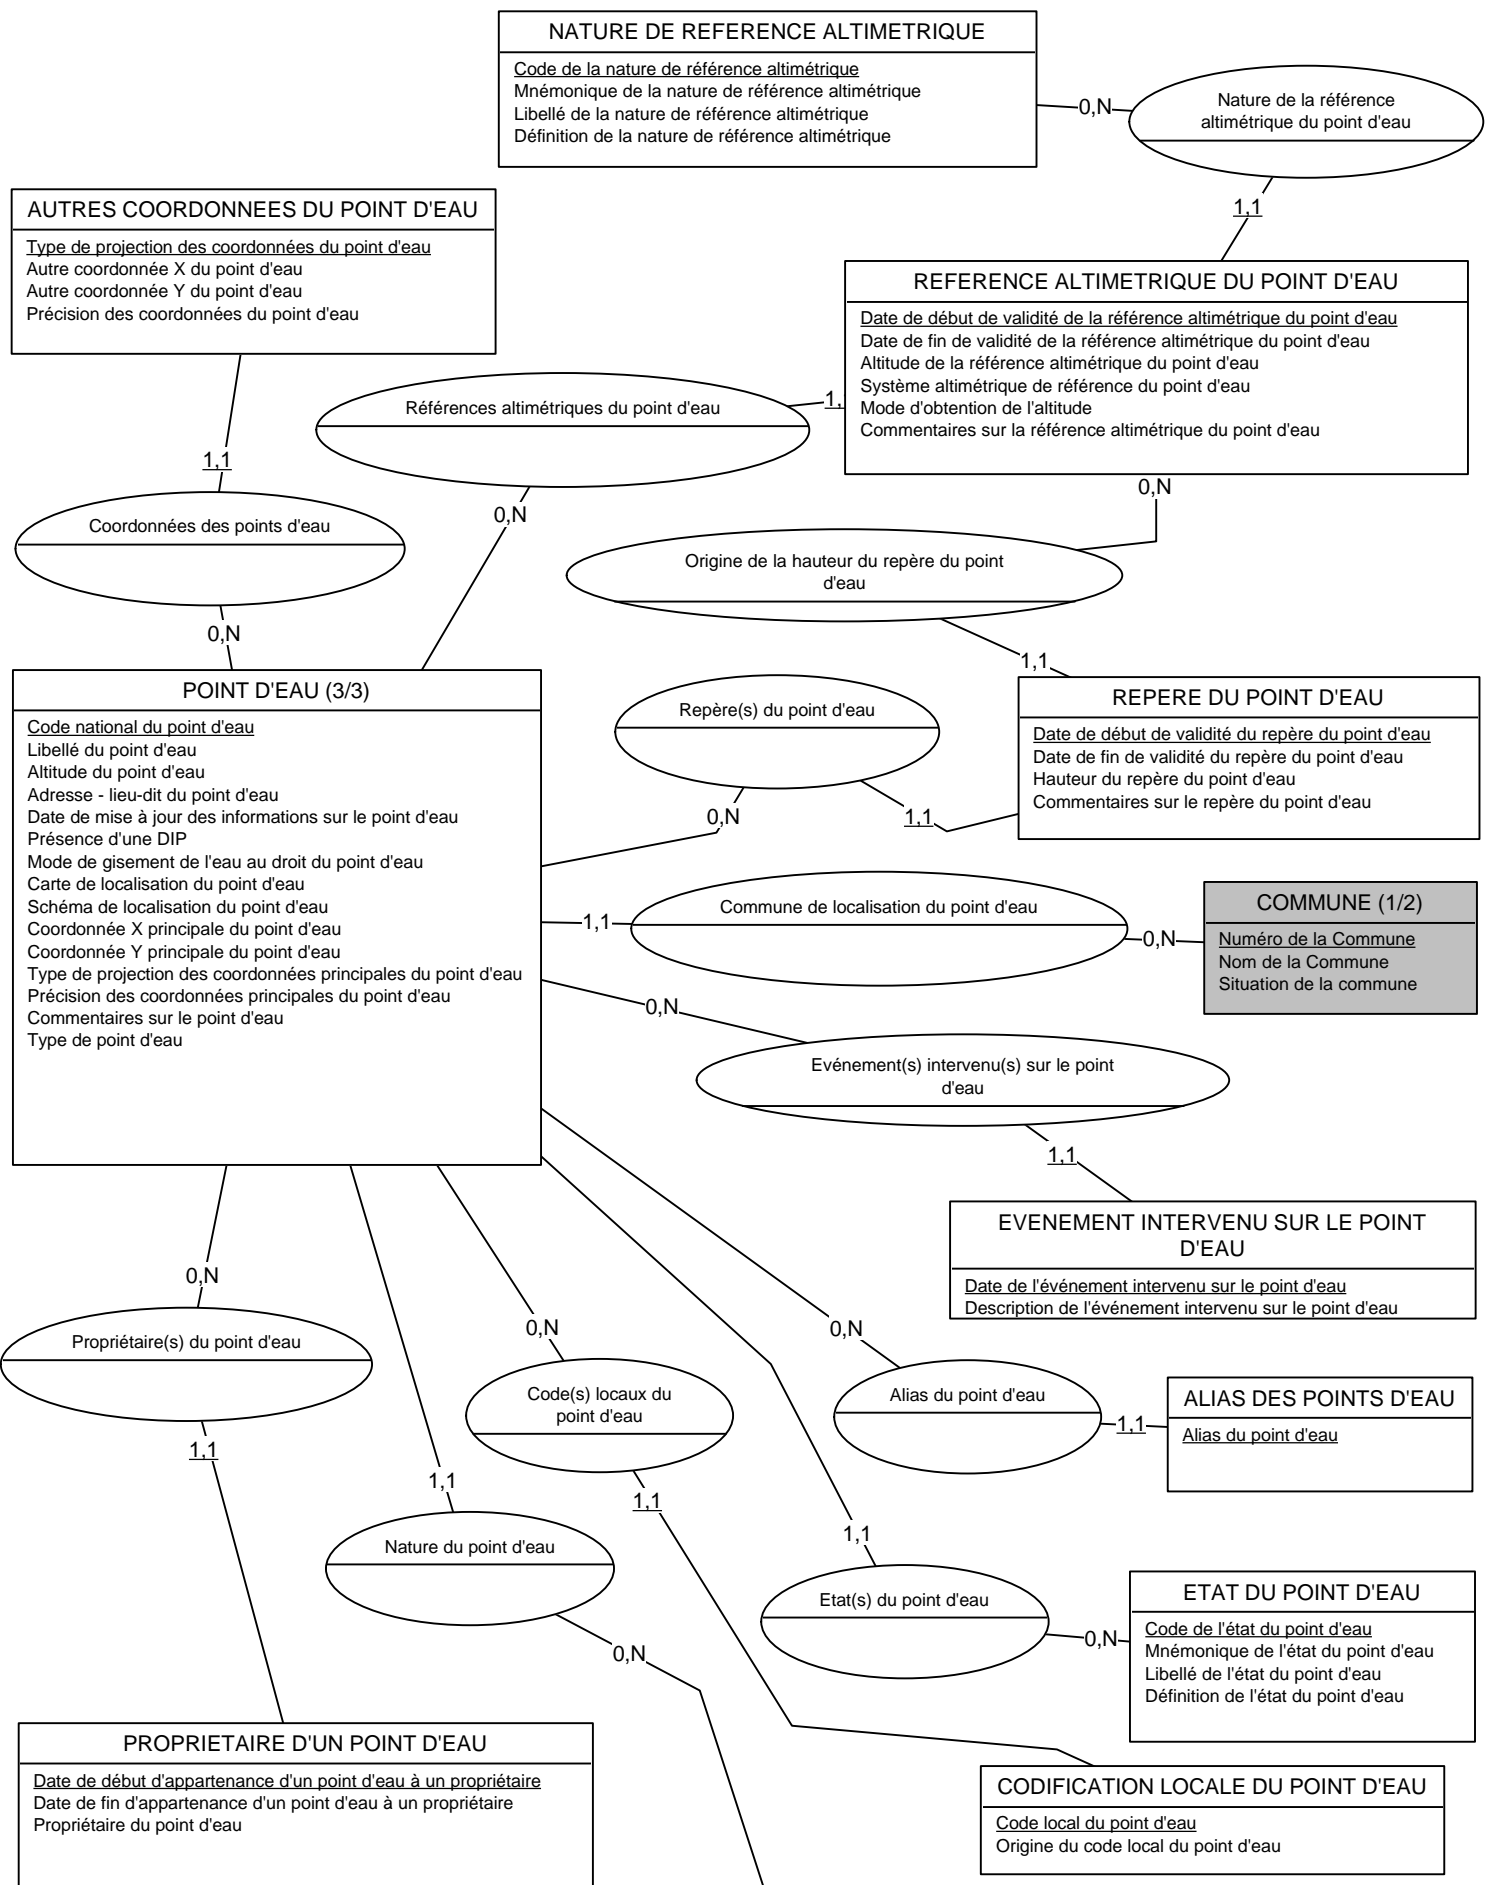 NATURE DE REFERENCE ALTIMETRIQUE
Code de la nature de référence altimétrique
Mnémonique de la nature de référence altimétrique
Libellé de la nature de référence altimétrique
Définition de la nature de référence altimétrique
0,N
Nature de la référence
altimétrique du point d'eau
1,1
AUTRES COORDONNEES DU POINT D'EAU
Type de projection des coordonnées du point d'eau
Autre coordonnée X du point d'eau
Autre coordonnée Y du point d'eau
Précision des coordonnées du point d'eau
REFERENCE ALTIMETRIQUE DU POINT D'EAU
Date de début de validité de la référence altimétrique du point d'eau
Date de fin de validité de la référence altimétrique du point d'eau
Altitude de la référence altimétrique du point d'eau
Système altimétrique de référence du point d'eau
Mode d'obtention de l'altitude
Commentaires sur la référence altimétrique du point d'eau
Références altimétriques du point d'eau
1,
1,1
0,N
0,N
Coordonnées des points d'eau
Origine de la hauteur du repère du point
d'eau
0,N
1,1
POINT D'EAU (3/3)
Code national du point d'eau
Libellé du point d'eau
Altitude du point d'eau
Adresse - lieu-dit du point d'eau
Date de mise à jour des informations sur le point d'eau
Présence d'une DIP
Mode de gisement de l'eau au droit du point d'eau
Carte de localisation du point d'eau
Schéma de localisation du point d'eau
Coordonnée X principale du point d'eau
Coordonnée Y principale du point d'eau
Type de projection des coordonnées principales du point d'eau
Précision des coordonnées principales du point d'eau
Commentaires sur le point d'eau
Type de point d'eau
Repère(s) du point d'eau
REPERE DU POINT D'EAU
Date de début de validité du repère du point d'eau
Date de fin de validité du repère du point d'eau
Hauteur du repère du point d'eau
Commentaires sur le repère du point d'eau
0,N
1,1
1,1
Commune de localisation du point d'eau
0,N
COMMUNE (1/2)
Numéro de la Commune
Nom de la Commune
Situation de la commune
0,N
Evénement(s) intervenu(s) sur le point
d'eau
1,1
EVENEMENT INTERVENU SUR LE POINT
D'EAU
Date de l'événement intervenu sur le point d'eau
Description de l'événement intervenu sur le point d'eau
0,N
Propriétaire(s) du point d'eau
1,1
0,N
Code(s) locaux du
point d'eau
1,1
0,N
Alias du point d'eau
1,1
ALIAS DES POINTS D'EAU
Alias du point d'eau
1,1
Nature du point d'eau
0,N
1,1
Etat(s) du point d'eau
0,N
ETAT DU POINT D'EAU
Code de l'état du point d'eau
Mnémonique de l'état du point d'eau
Libellé de l'état du point d'eau
Définition de l'état du point d'eau
PROPRIETAIRE D'UN POINT D'EAU
Date de début d'appartenance d'un point d'eau à un propriétaire
Date de fin d'appartenance d'un point d'eau à un propriétaire
Propriétaire du point d'eau
CODIFICATION LOCALE DU POINT D'EAU
Code local du point d'eau
Origine du code local du point d'eau